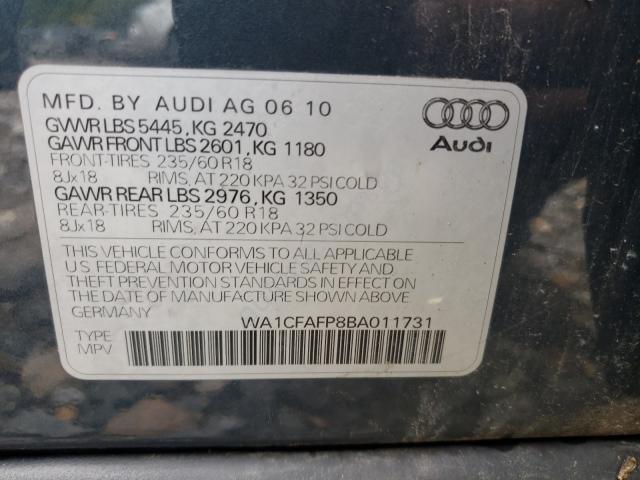 MFD. BY AUDI AG 06 10
GVWR LBS 5445, KG 2470
GAWR FRONT LBS 2601, KG 1180
FRONT-TIRES 235/60 R18
8Jx18 RIMS, AT 220 KPA 32 PSI COLD
GAWR REAR LBS 2976, KG 1350
REAR-TIRES 235/60 R18
8Jx18 RIMS, AT 220 KPA 32 PSI COLD
THIS VEHICLE CONFORMS TO ALL APPLICABLE
U.S. FEDERAL MOTOR VEHICLE SAFETY AND
THEFT PREVENTION STANDARDS IN EFFECT ON
THE DATE OF MANUFACTURE SHOWN ABOVE.
GERMANY WA1CFAFP8BA011731
TYPE
MPV
Audi